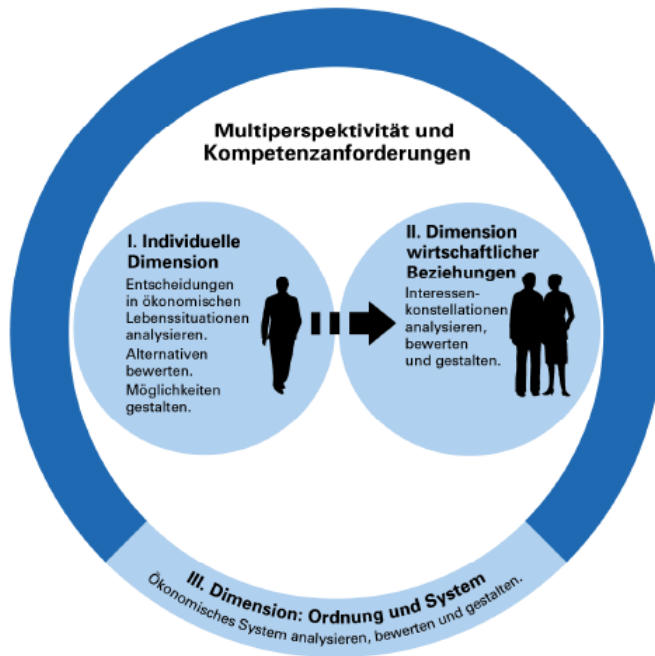 Multiperspektivität und
Kompetenzanforderungen
I. Individuelle
Dimension
Entscheidungen
in ökonomischen
Lebenssituationen
analysieren.
Alternativen
bewerten.
Möglichkeiten
gestalten.
II. Dimension
wirtschaftlicher
Beziehungen
Interessen-
konstellationen
analysieren,
bewerten
und gestalten.
III. Dimension: Ordnung und System
Ökonomisches System analysieren, bewerten und gestalten.